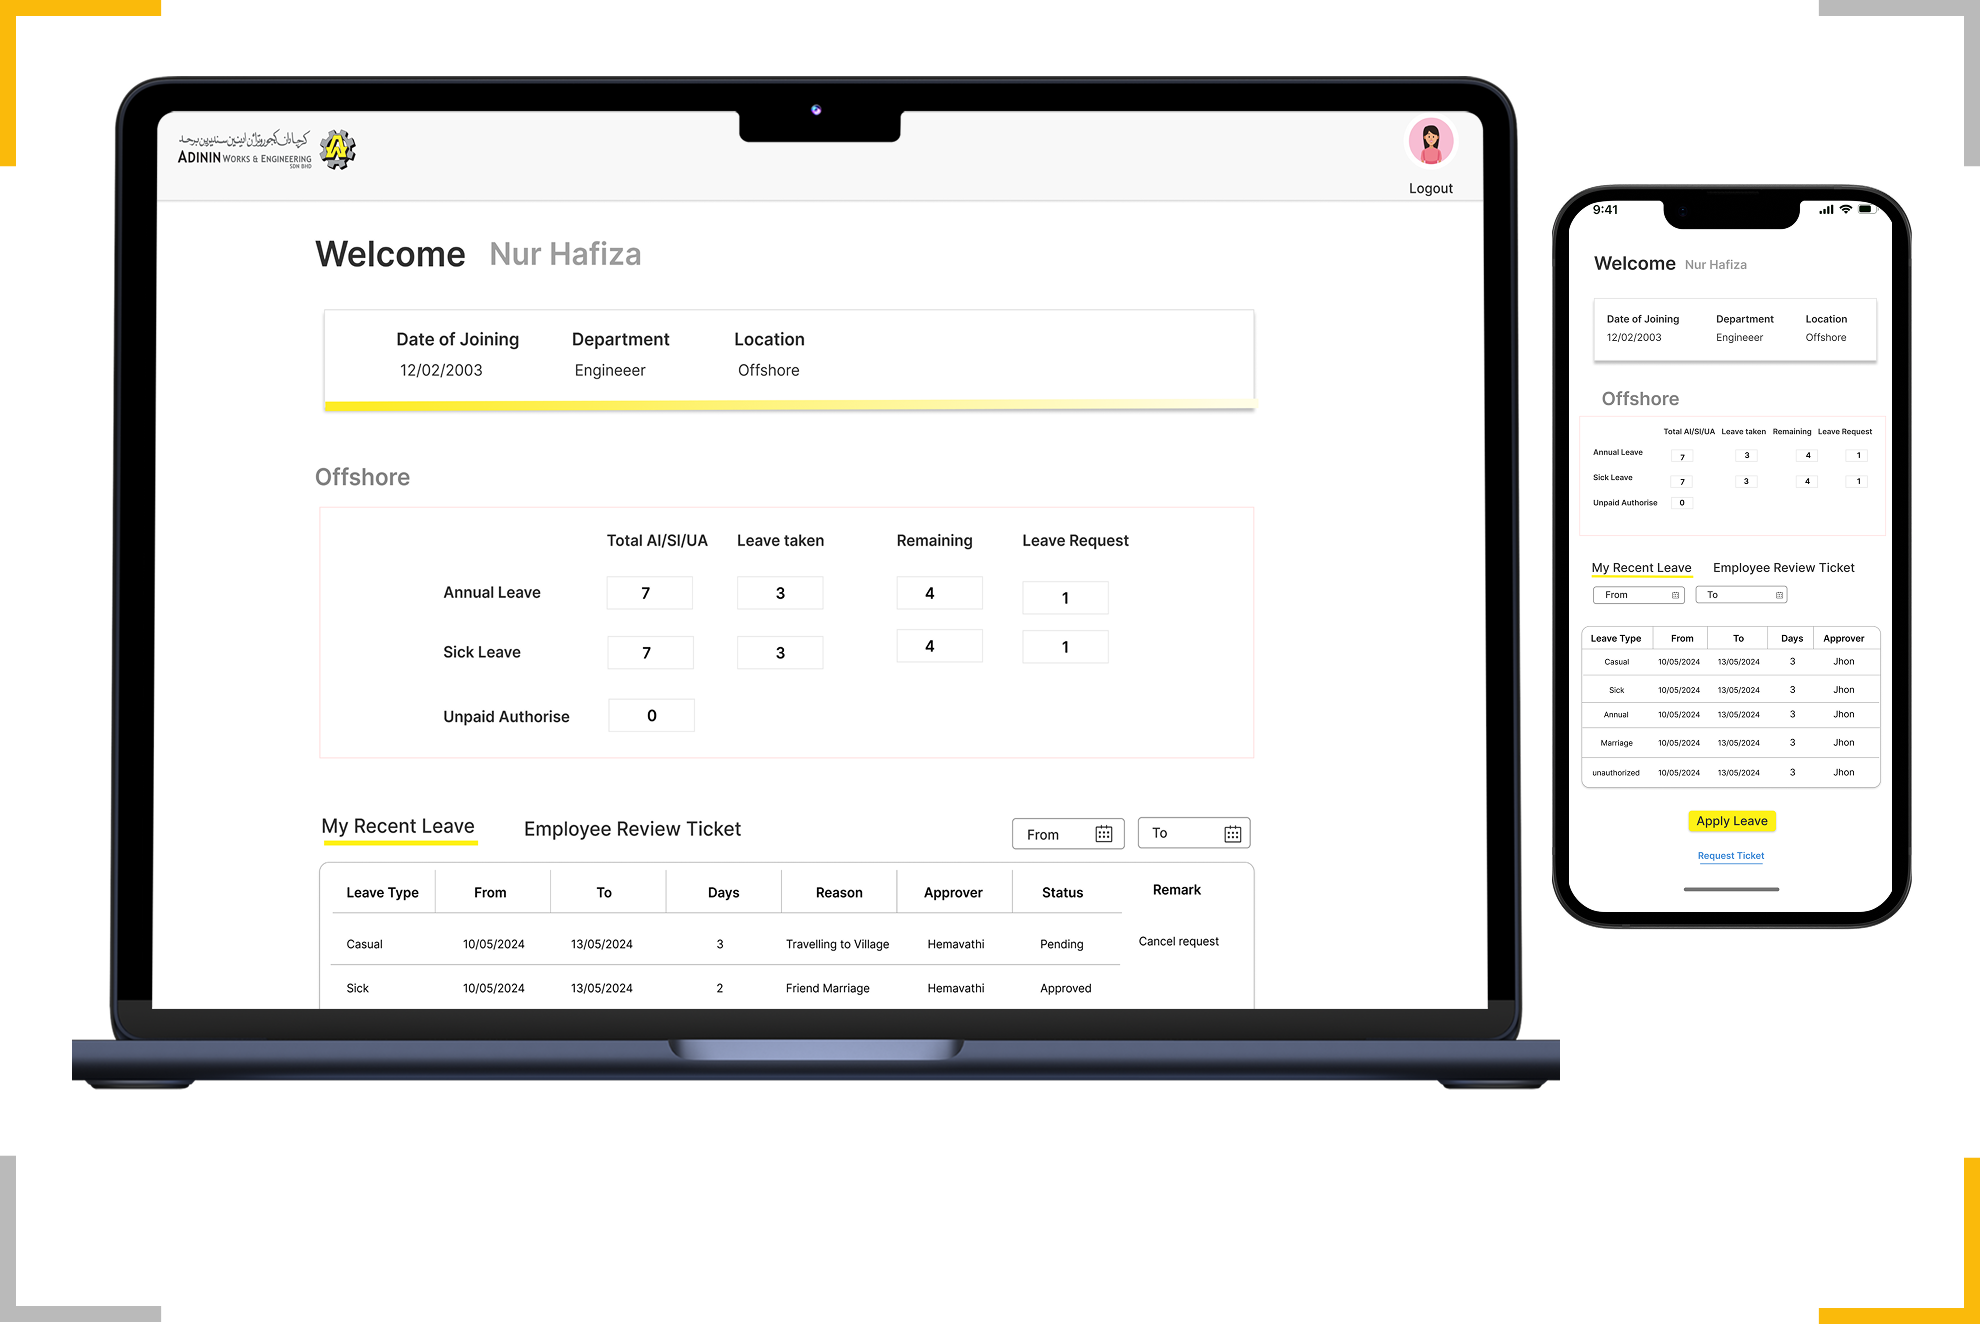 ADININ WORKS & ENGINEERING
SDN BHD
Logout
Welcome Nur Hafiza
Date of Joining Department Location
12/02/2003 Engineeer Offshore
Offshore
Total AI/SI/UA Leave taken Remaining Leave Request
Annual Leave 7 3 4 1
Sick Leave 7 3 4 1
Unpaid Authorise 0
My Recent Leave Employee Review Ticket From To
Leave Type From To Days Reason Approver Status Remark
Casual 10/05/2024 13/05/2024 3 Travelling to Village Hemavathi Pending Cancel request
Sick 10/05/2024 13/05/2024 2 Friend Marriage Hemavathi Approved
9:41
Welcome Nur Hafiza
Date of Joining Department Location
12/02/2003 Engineeer Offshore
Offshore
Total AI/SI/UA Leave taken Remaining Leave Request
Annual Leave 7 3 4 1
Sick Leave 7 3 4 1
Unpaid Authorise 0
My Recent Leave Employee Review Ticket
From To
Leave Type From To Days Approver
Casual 10/05/2024 13/05/2024 3 Jhon
Sick 10/05/2024 13/05/2024 3 Jhon
Annual 10/05/2024 13/05/2024 3 Jhon
Marriage 10/05/2024 13/05/2024 3 Jhon
unauthorized 10/05/2024 13/05/2024 3 Jhon
Apply Leave
Request Ticket